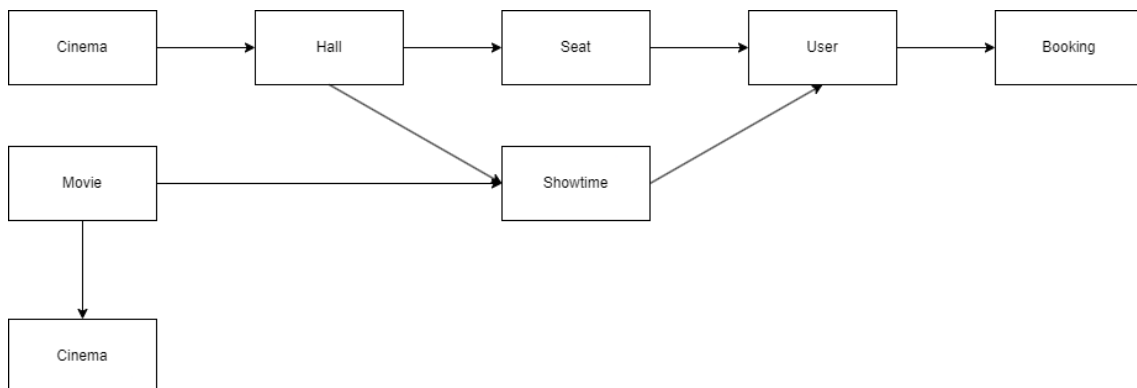 Cinema
Hall
Seat
User
Booking
Movie
Showtime
Cinema